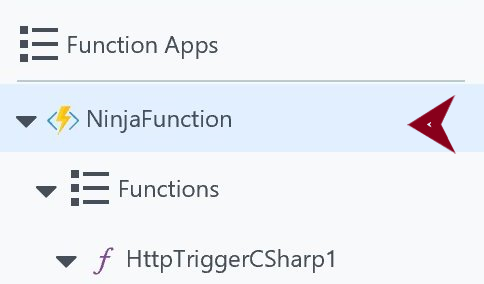 Function Apps
NinjaFunction
Functions
HttpTriggerCSharp1